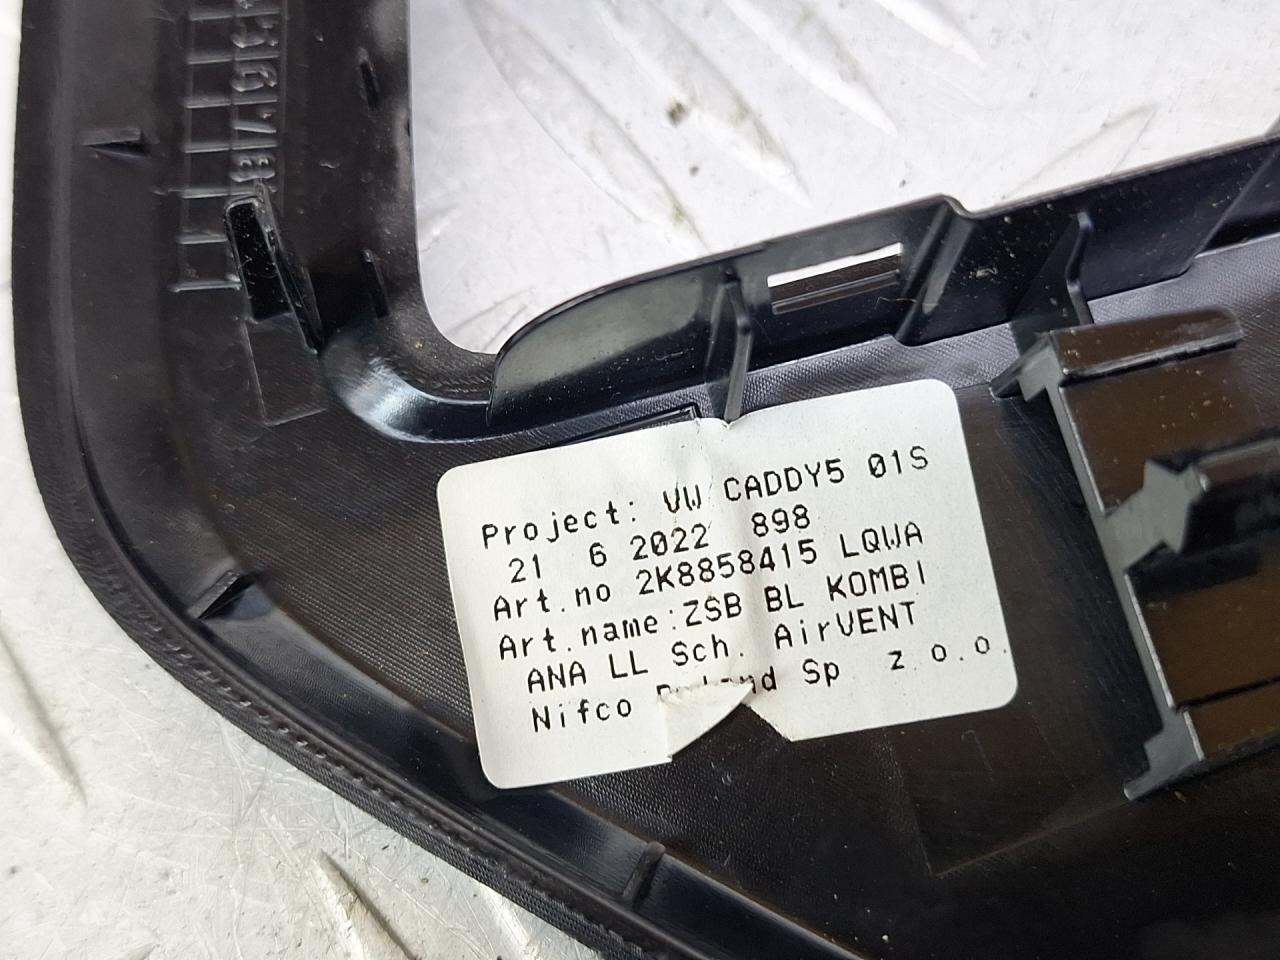 Project: VW CADDY5 01S
21 6 2022 898
Art.no 2K8858415 LQWA
Art.name:ZSB BL KOMBI
ANA LL Sch. AirVENT
Nifco Sp z.o.o.